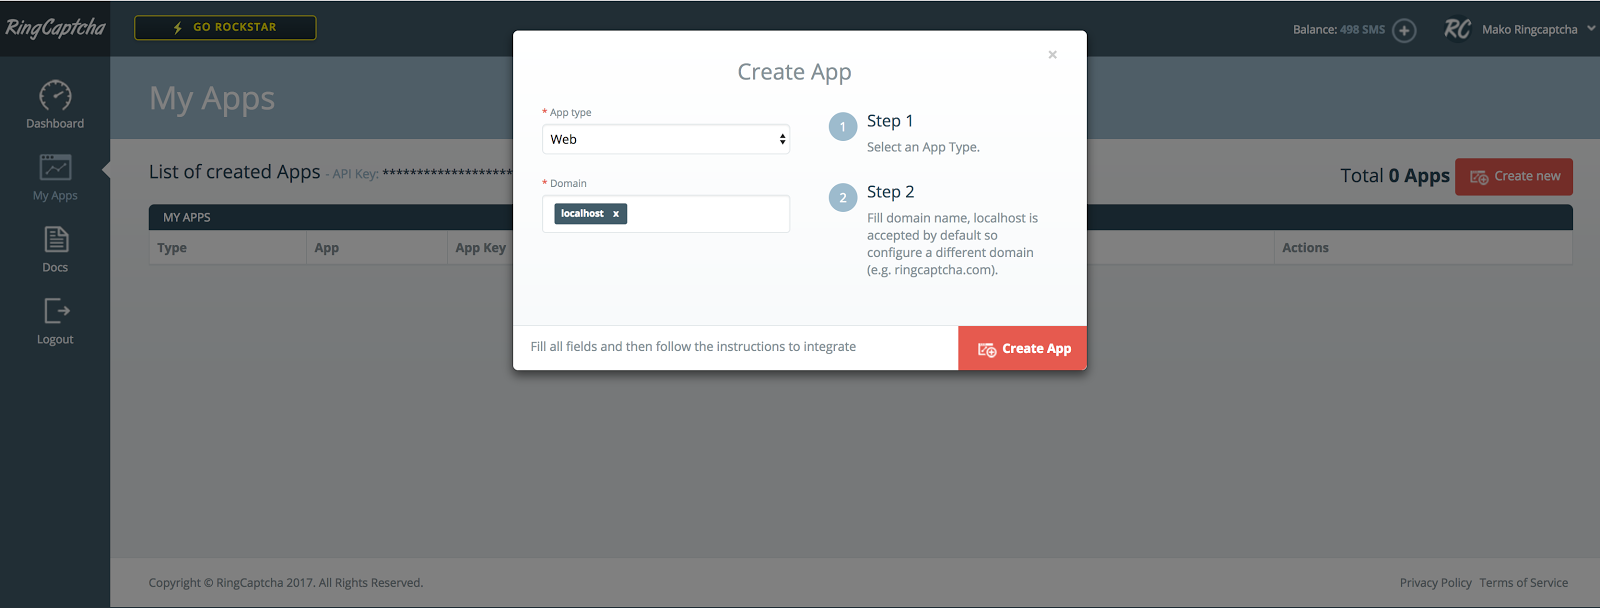 RingCaptcha
GO ROCKSTAR
Balance: 498 SMS
RC
Mako Ringcaptcha
Dashboard
My Apps
Docs
Logout
My Apps
List of created Apps - API Key: *******************
Total 0 Apps
Create new
MY APPS
Type
App
App Key
Actions
×
Create App
* App type
Web
* Domain
localhost x
1
Step 1
Select an App Type.
2
Step 2
Fill domain name, localhost is
accepted by default so
configure a different domain
(e.g. ringcaptcha.com).
Fill all fields and then follow the instructions to integrate
Create App
Copyright © RingCaptcha 2017. All Rights Reserved.
Privacy Policy
Terms of Service